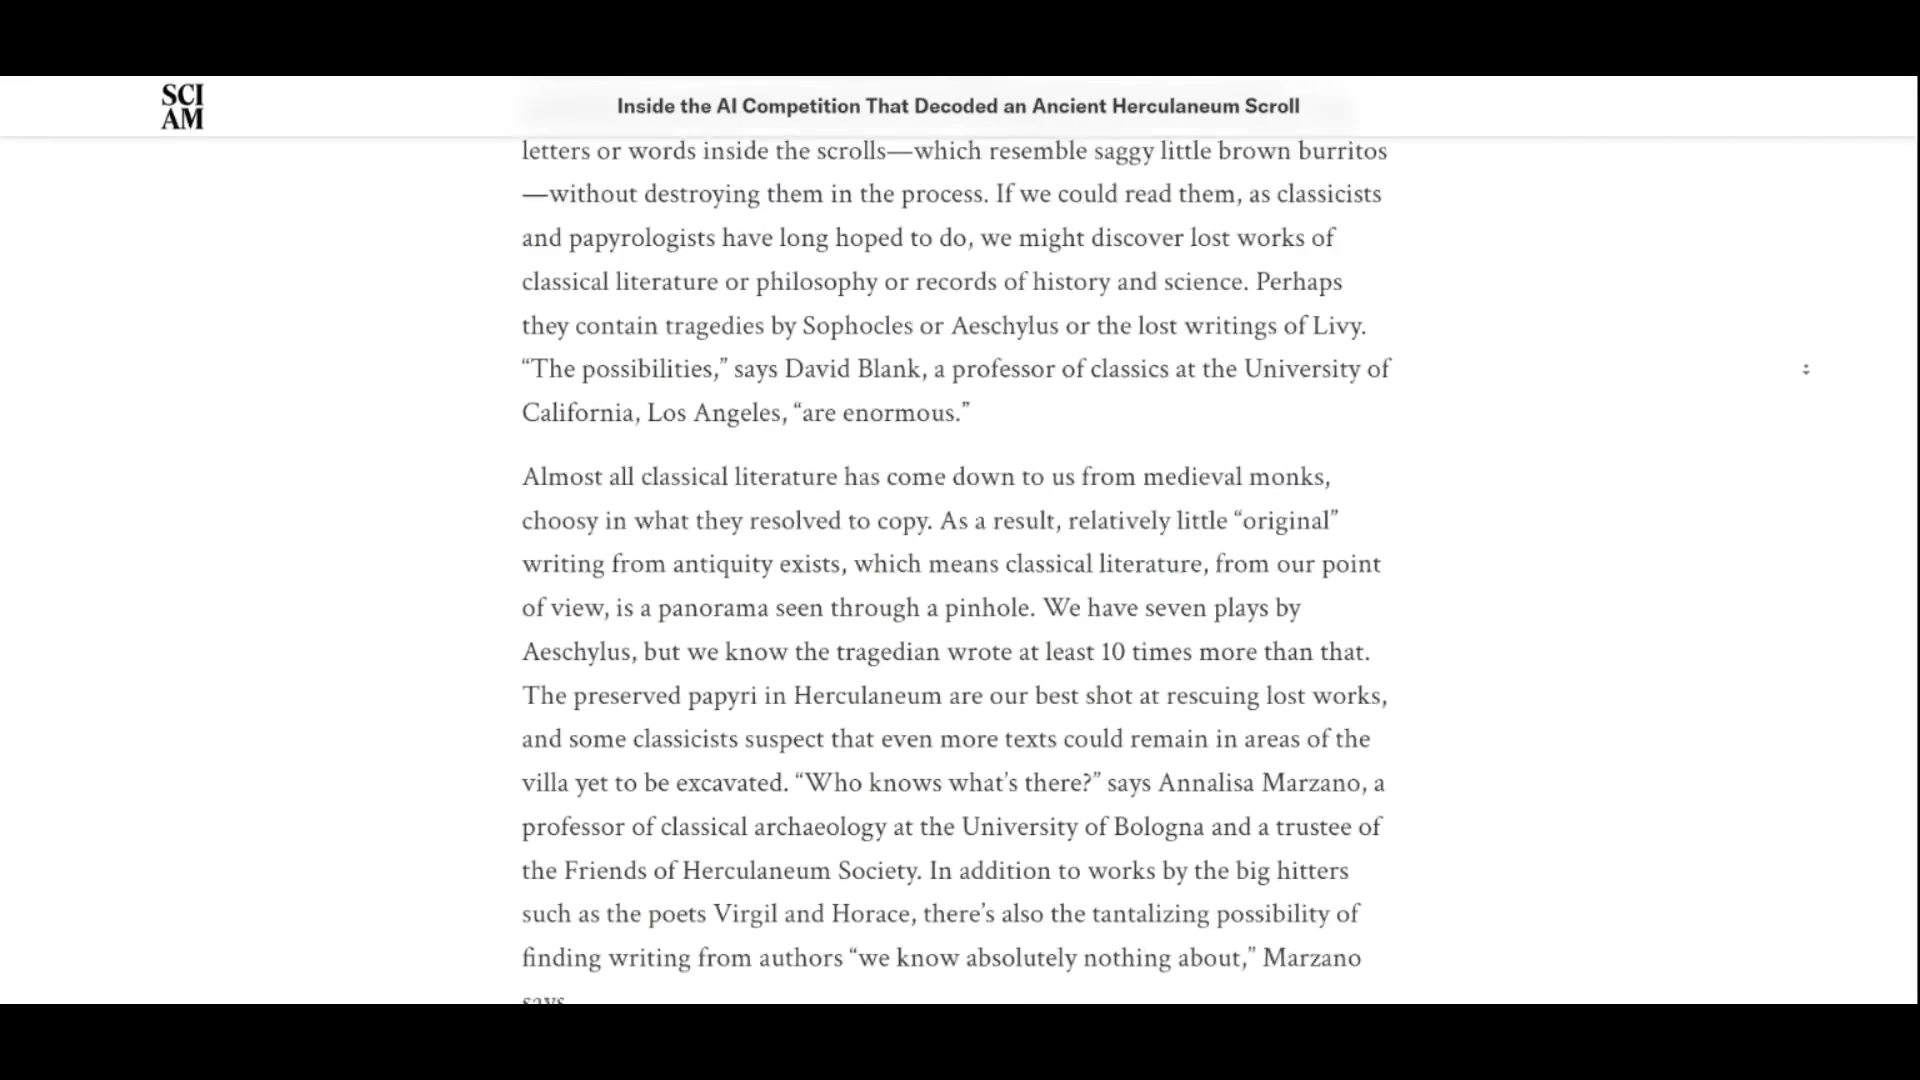 SCI
AM
Inside the AI Competition That Decoded an Ancient Herculaneum Scroll
letters or words inside the scrolls—which resemble saggy little brown burritos
—without destroying them in the process. If we could read them, as classicists
and papyrologists have long hoped to do, we might discover lost works of
classical literature or philosophy or records of history and science. Perhaps
they contain tragedies by Sophocles or Aeschylus or the lost writings of Livy.
“The possibilities,” says David Blank, a professor of classics at the University of
California, Los Angeles, “are enormous.”
Almost all classical literature has come down to us from medieval monks,
choosy in what they resolved to copy. As a result, relatively little “original”
writing from antiquity exists, which means classical literature, from our point
of view, is a panorama seen through a pinhole. We have seven plays by
Aeschylus, but we know the tragedian wrote at least 10 times more than that.
The preserved papyri in Herculaneum are our best shot at rescuing lost works,
and some classicists suspect that even more texts could remain in areas of the
villa yet to be excavated. “Who knows what’s there?” says Annalisa Marzano, a
professor of classical archaeology at the University of Bologna and a trustee of
the Friends of Herculaneum Society. In addition to works by the big hitters
such as the poets Virgil and Horace, there’s also the tantalizing possibility of
finding writing from authors “we know absolutely nothing about,” Marzano
says